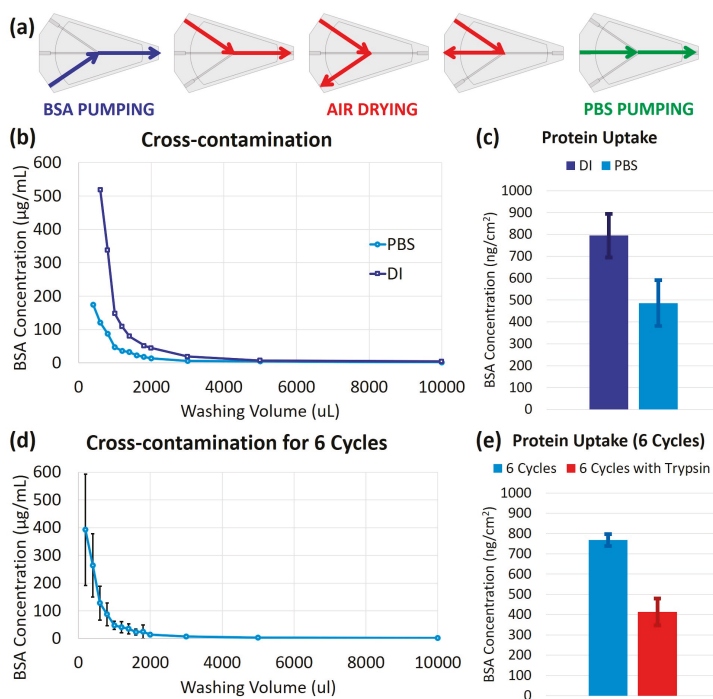 (a)
BSA PUMPING
AIR DRYING
PBS PUMPING
(b)
Cross-contamination
BSA Concentration (µg/mL)
600
500
400
300
200
100
0
PBS
DI
0
2000
4000
6000
8000
10000
Washing Volume (uL)
(c)
Protein Uptake
DI
PBS
BSA Concentration (ng/cm²)
1000
900
800
700
600
500
400
300
200
100
0
(d)
Cross-contamination for 6 Cycles
BSA Concentration (µg/mL)
600
500
400
300
200
100
0
0
2000
4000
6000
8000
10000
Washing Volume (ul)
(e)
Protein Uptake (6 Cycles)
6 Cycles
6 Cycles with Trypsin
BSA Concentration (ng/cm²)
1000
900
800
700
600
500
400
300
200
100
0